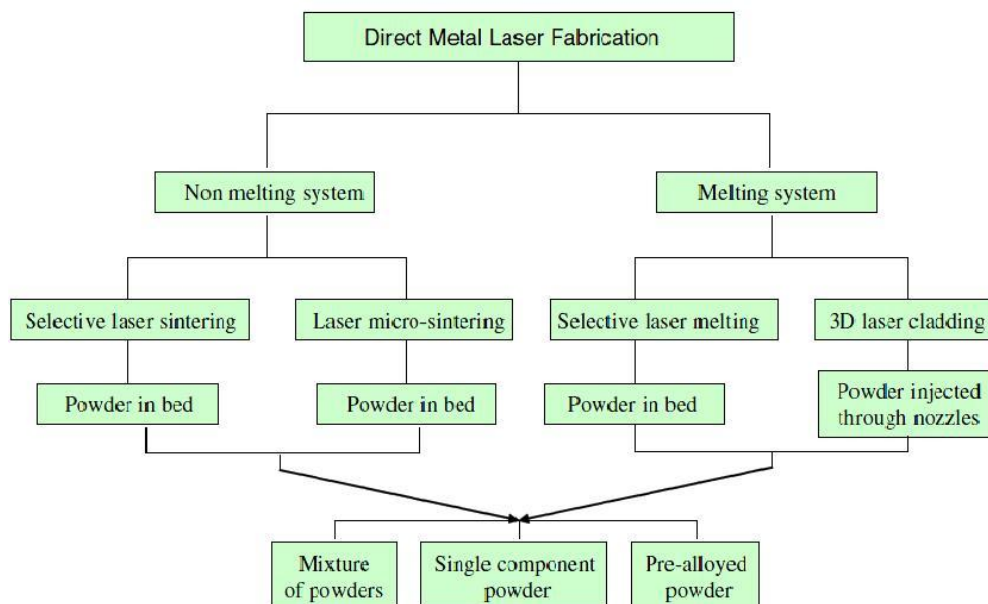 Direct Metal Laser Fabrication
Non melting system
Melting system
Selective laser sintering
Laser micro-sintering
Selective laser melting
3D laser cladding
Powder in bed
Powder in bed
Powder in bed
Powder injected
through nozzles
Mixture
of powders
Single component
powder
Pre-alloyed
powder